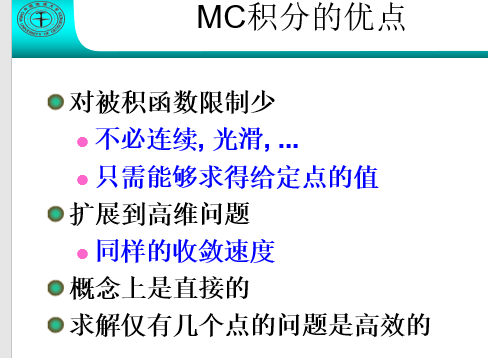 MC积分的优点
对被积函数限制少
不必连续, 光滑, ...
只需能够求得给定点的值
扩展到高维问题
同样的收敛速度
概念上是直接的
求解仅有几个点的问题是高效的